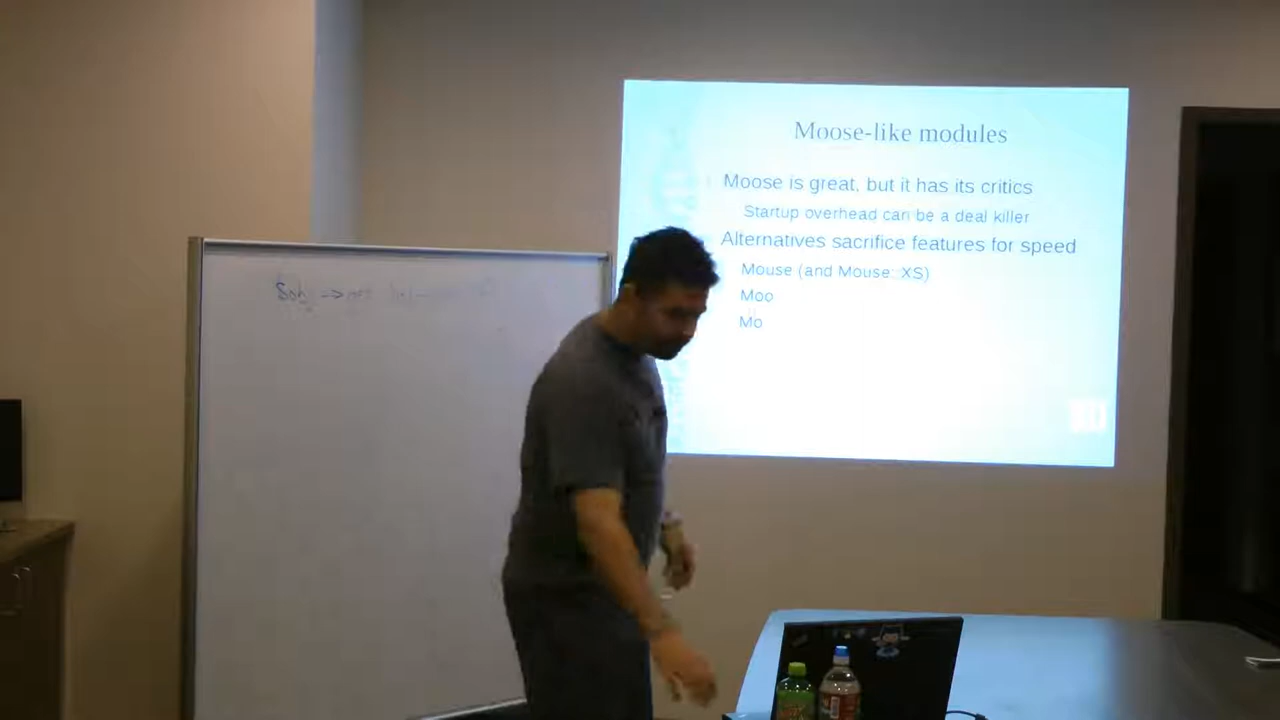 Moose-like modules
Moose is great, but it has its critics
Startup overhead can be a deal killer
Alternatives sacrifice features for speed
Mouse (and Mouse::XS)
Moo
Mo